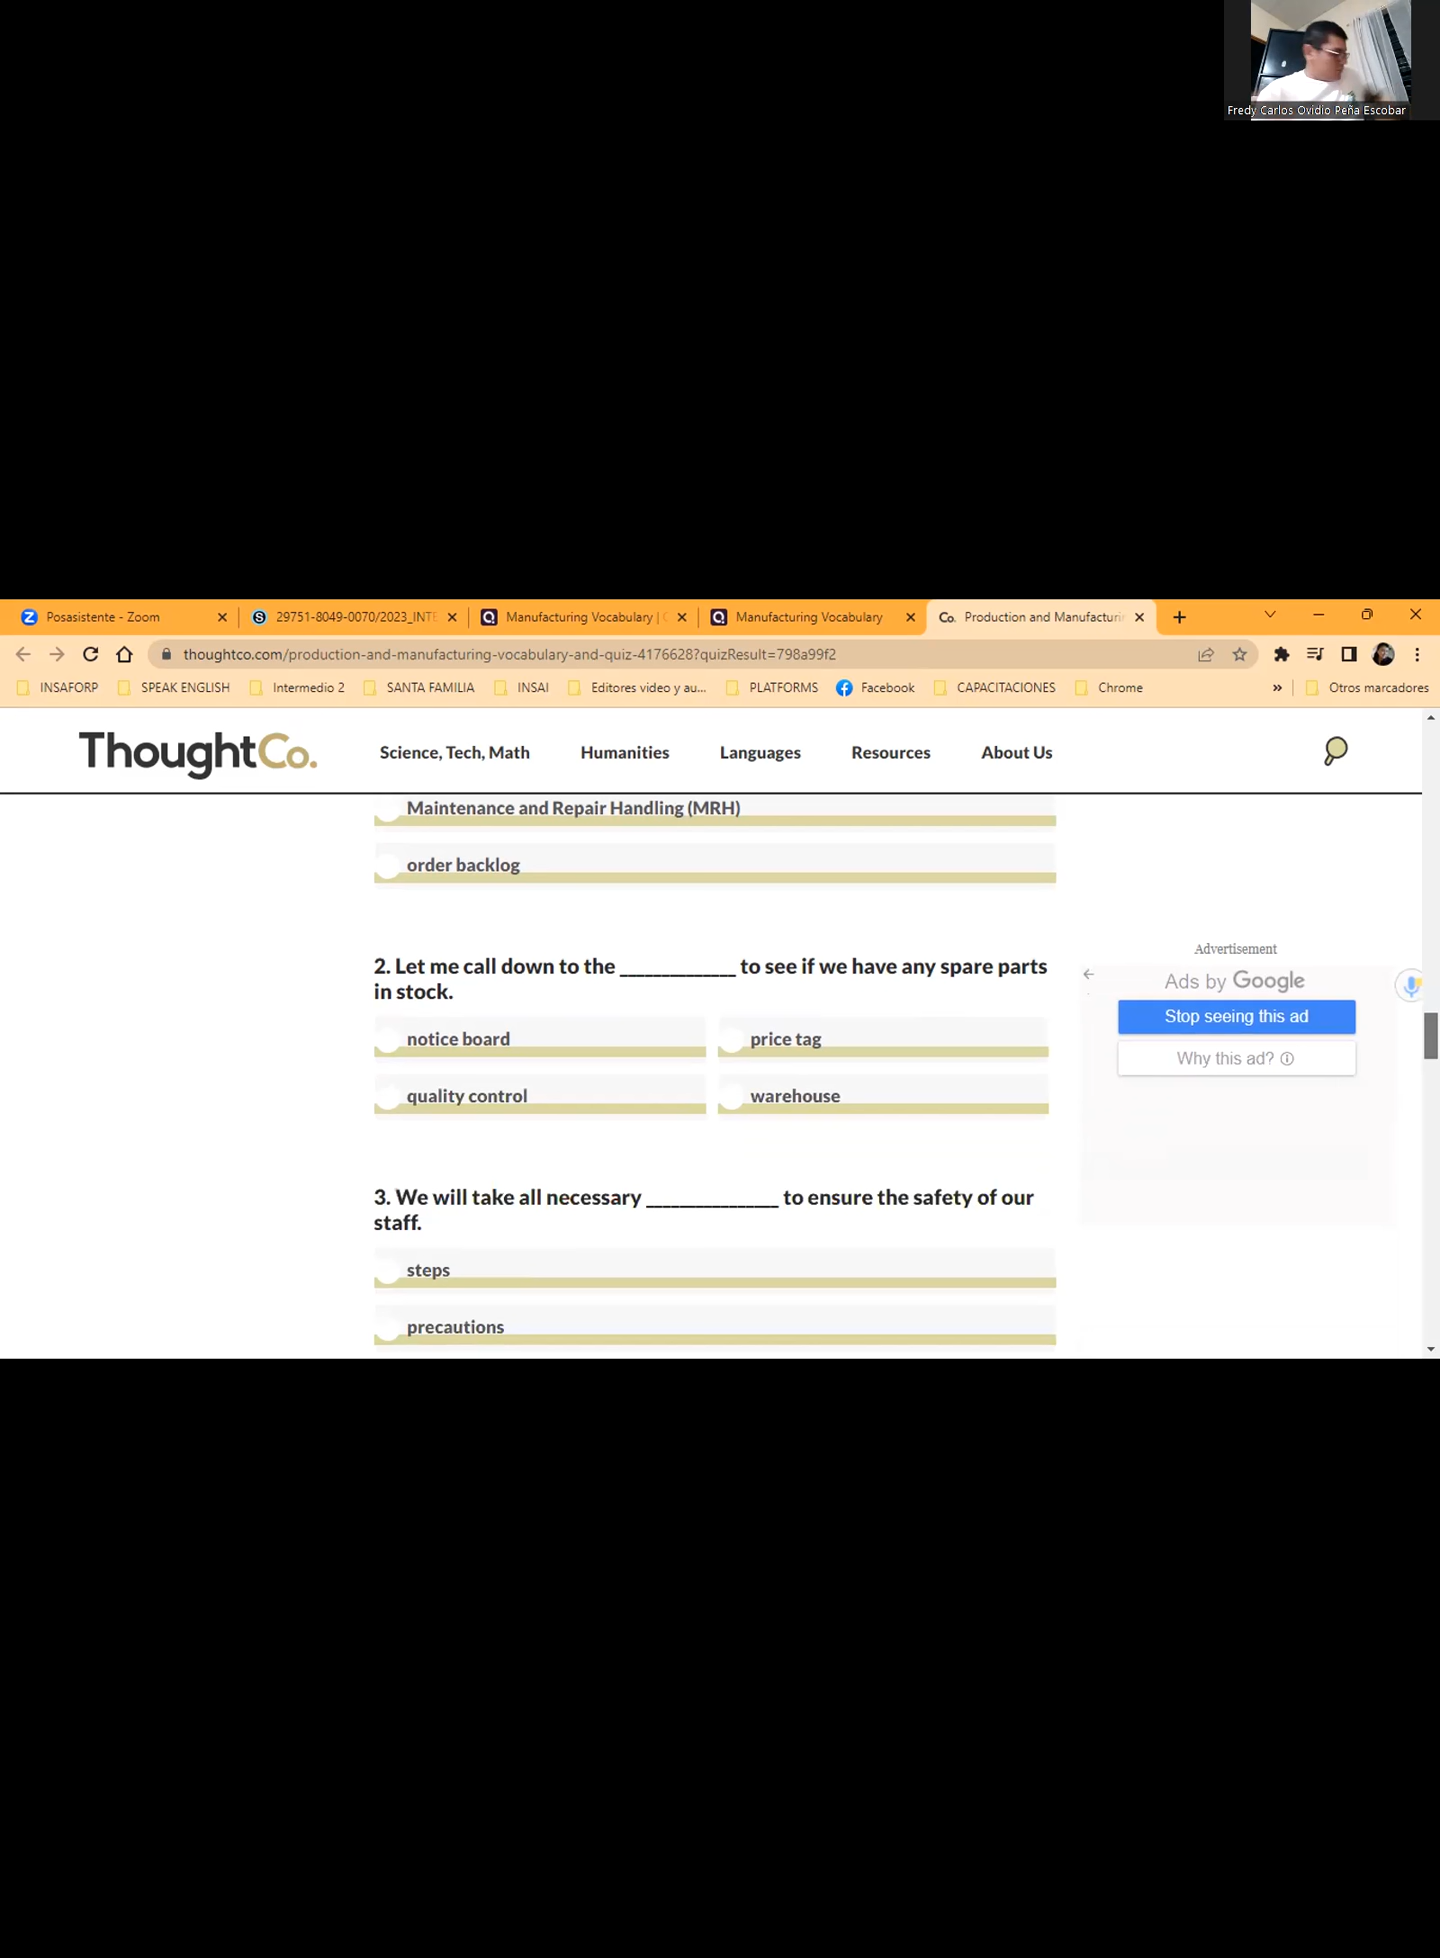 Fredy Carlos Ovidio Peña Escobar
Posasistente - Zoom
29751-8049-0070/2023_INTE
Manufacturing Vocabulary |
Manufacturing Vocabulary
Co. Production and Manufacturin
thoughtco.com/production-and-manufacturing-vocabulary-and-quiz-4176628?quizResult=798a99f2
INSAFORP SPEAK ENGLISH Intermedio 2 SANTA FAMILIA INSAI Editores video y au... PLATFORMS Facebook CAPACITACIONES Chrome » Otros marcadores
ThoughtCo. Science, Tech, Math Humanities Languages Resources About Us
Maintenance and Repair Handling (MRH)
order backlog
2. Let me call down to the ____________ to see if we have any spare parts
in stock.
notice board price tag
quality control warehouse
3. We will take all necessary ______________ to ensure the safety of our
staff.
steps
precautions
Advertisement
Ads by Google
Stop seeing this ad
Why this ad?